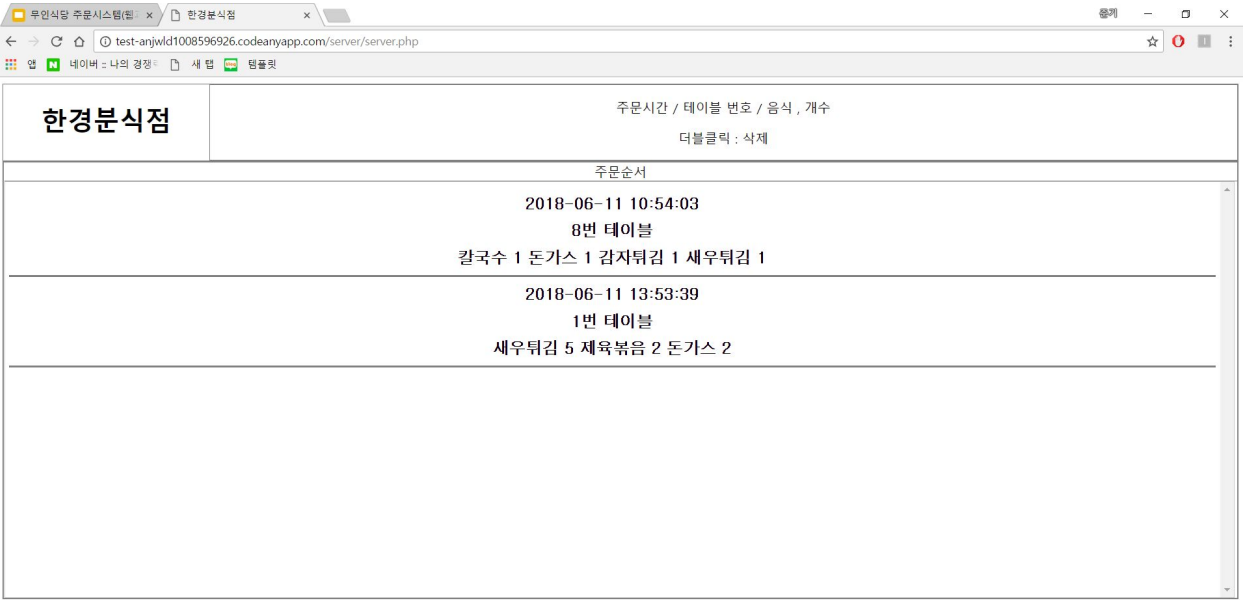 무인식당 주문시스템(웹
한경분식점
윤기
test-anjwld1008596926.codeanyapp.com/server/server.php
앱
네이버 :: 나의 경쟁
새 탭
템플릿
한경분식점
주문시간 / 테이블 번호 / 음식 , 개수
더블클릭 : 삭제
주문순서
2018-06-11 10:54:03
8번 테이블
칼국수 1 돈가스 1 감자튀김 1 새우튀김 1
2018-06-11 13:53:39
1번 테이블
새우튀김 5 제육볶음 2 돈가스 2